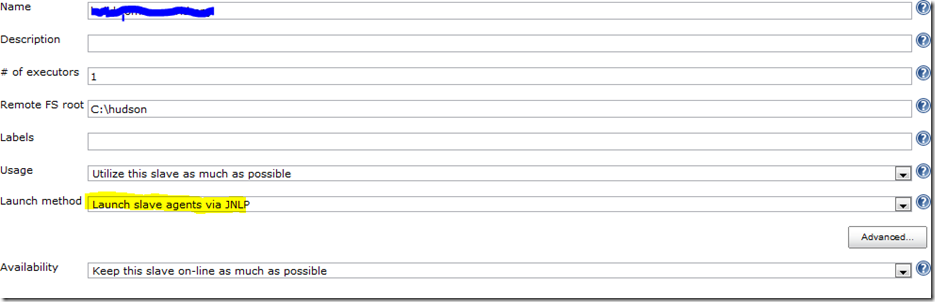 Name
Description
# of executors 1
Remote FS root C:\hudson
Labels
Usage Utilize this slave as much as possible
Launch method Launch slave agents via JNLP
Advanced...
Availability Keep this slave on-line as much as possible